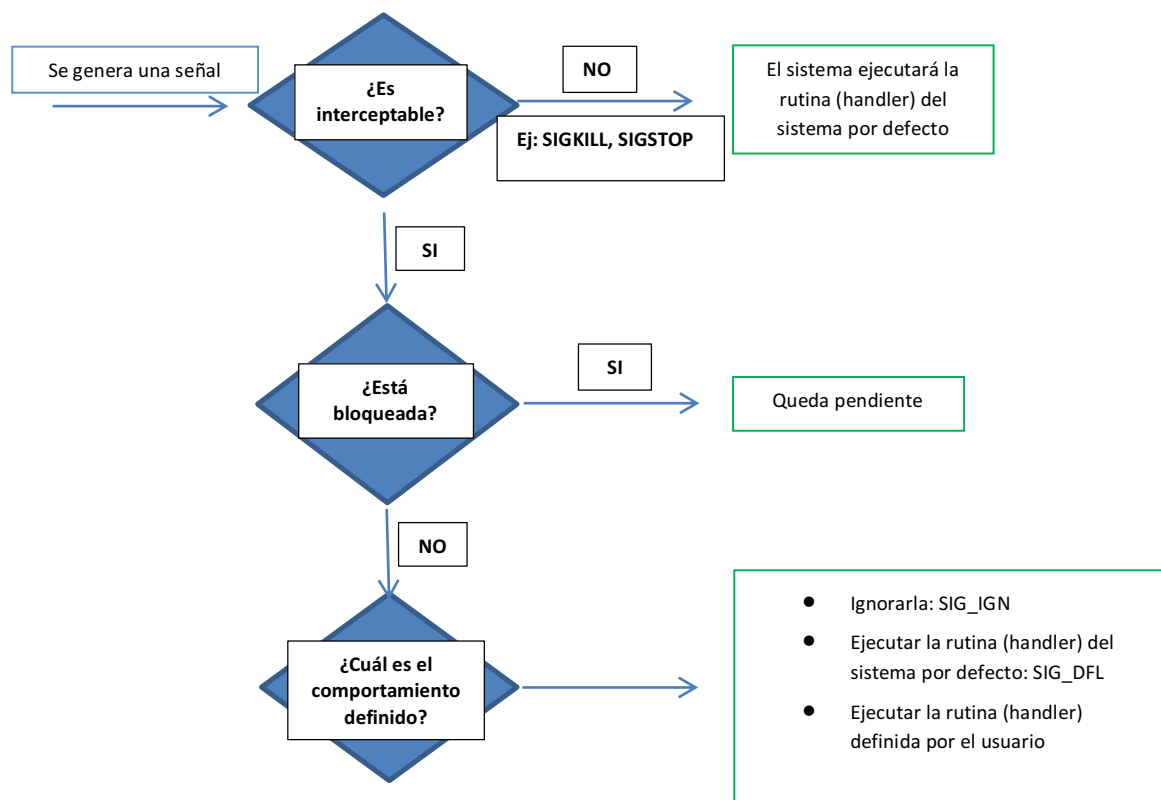 Se genera una señal
¿Es
interceptable?
NO
Ej: SIGKILL, SIGSTOP
El sistema ejecutará la
rutina (handler) del
sistema por defecto
SI
¿Está
bloqueada?
SI
Queda pendiente
NO
¿Cuál es el
comportamiento
definido?
● Ignorarla: SIG_IGN
● Ejecutar la rutina (handler) del
sistema por defecto: SIG_DFL
● Ejecutar la rutina (handler)
definida por el usuario